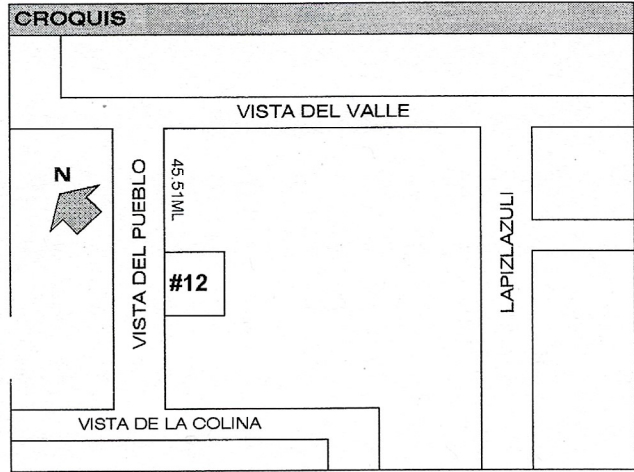 CROQUIS
VISTA DEL VALLE
N
VISTA DEL PUEBLO
45.51ML
#12
LAPIZLAZULI
VISTA DE LA COLINA